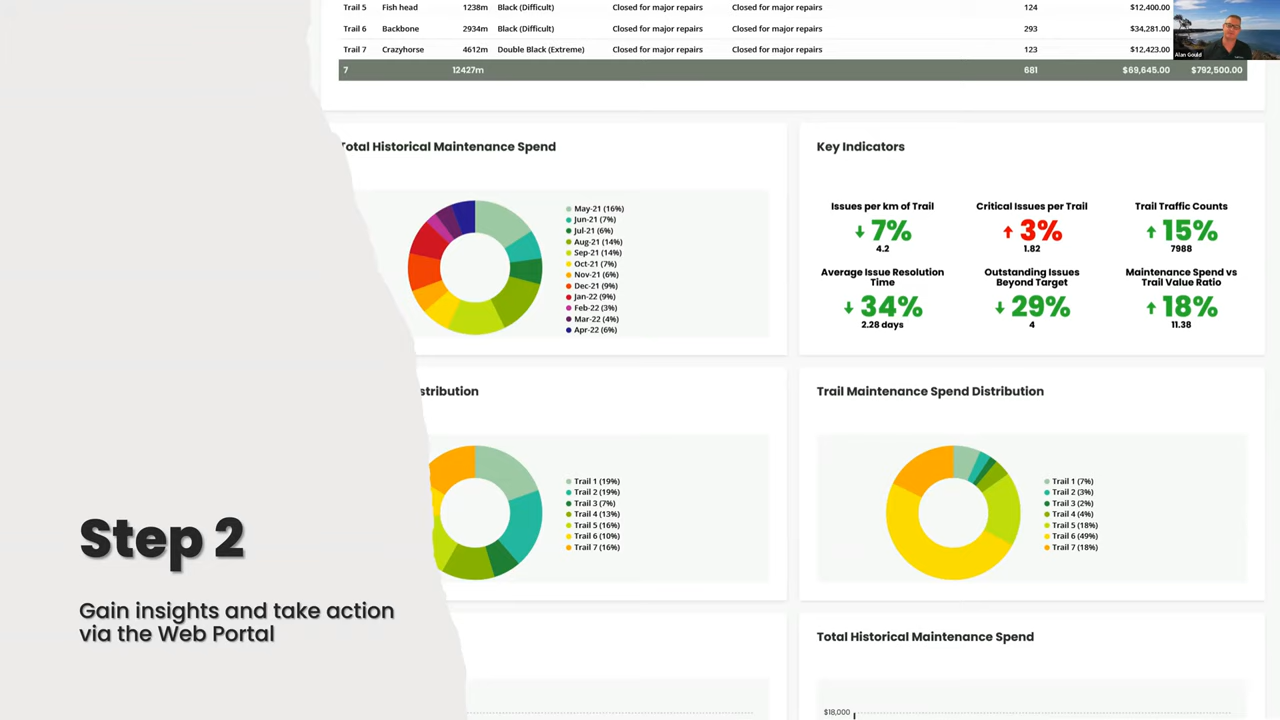 Trail 5 Fish head 1238m Black (Difficult) Closed for major repairs Closed for major repairs 124 $12,400.00
Trail 6 Backbone 2934m Black (Difficult) Closed for major repairs Closed for major repairs 293 $34,281.00
Trail 7 Crazyhorse 4612m Double Black (Extreme) Closed for major repairs Closed for major repairs 123 $12,423.00
7 12427m 681 $69,645.00 $792,500.00
Alan Gould
Total Historical Maintenance Spend
May-21 (16%)
Jun-21 (7%)
Jul-21 (6%)
Aug-21 (14%)
Sep-21 (14%)
Oct-21 (7%)
Nov-21 (6%)
Dec-21 (9%)
Jan-22 (9%)
Feb-22 (3%)
Mar-22 (4%)
Apr-22 (6%)
Key Indicators
Issues per km of Trail
7%
4.2
Critical Issues per Trail
3%
1.82
Trail Traffic Counts
15%
7988
Average Issue Resolution
Time
34%
2.28 days
Outstanding Issues
Beyond Target
29%
4
Maintenance Spend vs
Trail Value Ratio
18%
11.38
stribution
Trail 1 (19%)
Trail 2 (19%)
Trail 3 (7%)
Trail 4 (13%)
Trail 5 (16%)
Trail 6 (10%)
Trail 7 (16%)
Trail Maintenance Spend Distribution
Trail 1 (7%)
Trail 2 (3%)
Trail 3 (2%)
Trail 4 (4%)
Trail 5 (18%)
Trail 6 (49%)
Trail 7 (18%)
Total Historical Maintenance Spend
$18,000
Step 2
Gain insights and take action
via the Web Portal